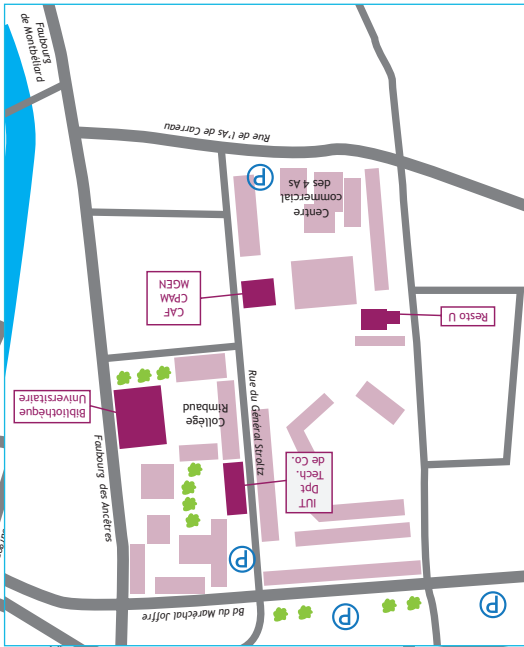 Faubourg
de Montbéliard
Rue de l'As de Carreau
P
Centre
commercial
des 4 As
CAF
CPAM
MGEN
Resto U
Bibliothèque
Universitaire
Collège
Rimbaud
Rue du Général Stroltz
Faubourg des Ancêtres
IUT
Dpt
Tech.
de Co.
P
Bd du Maréchal Joffre
P
P